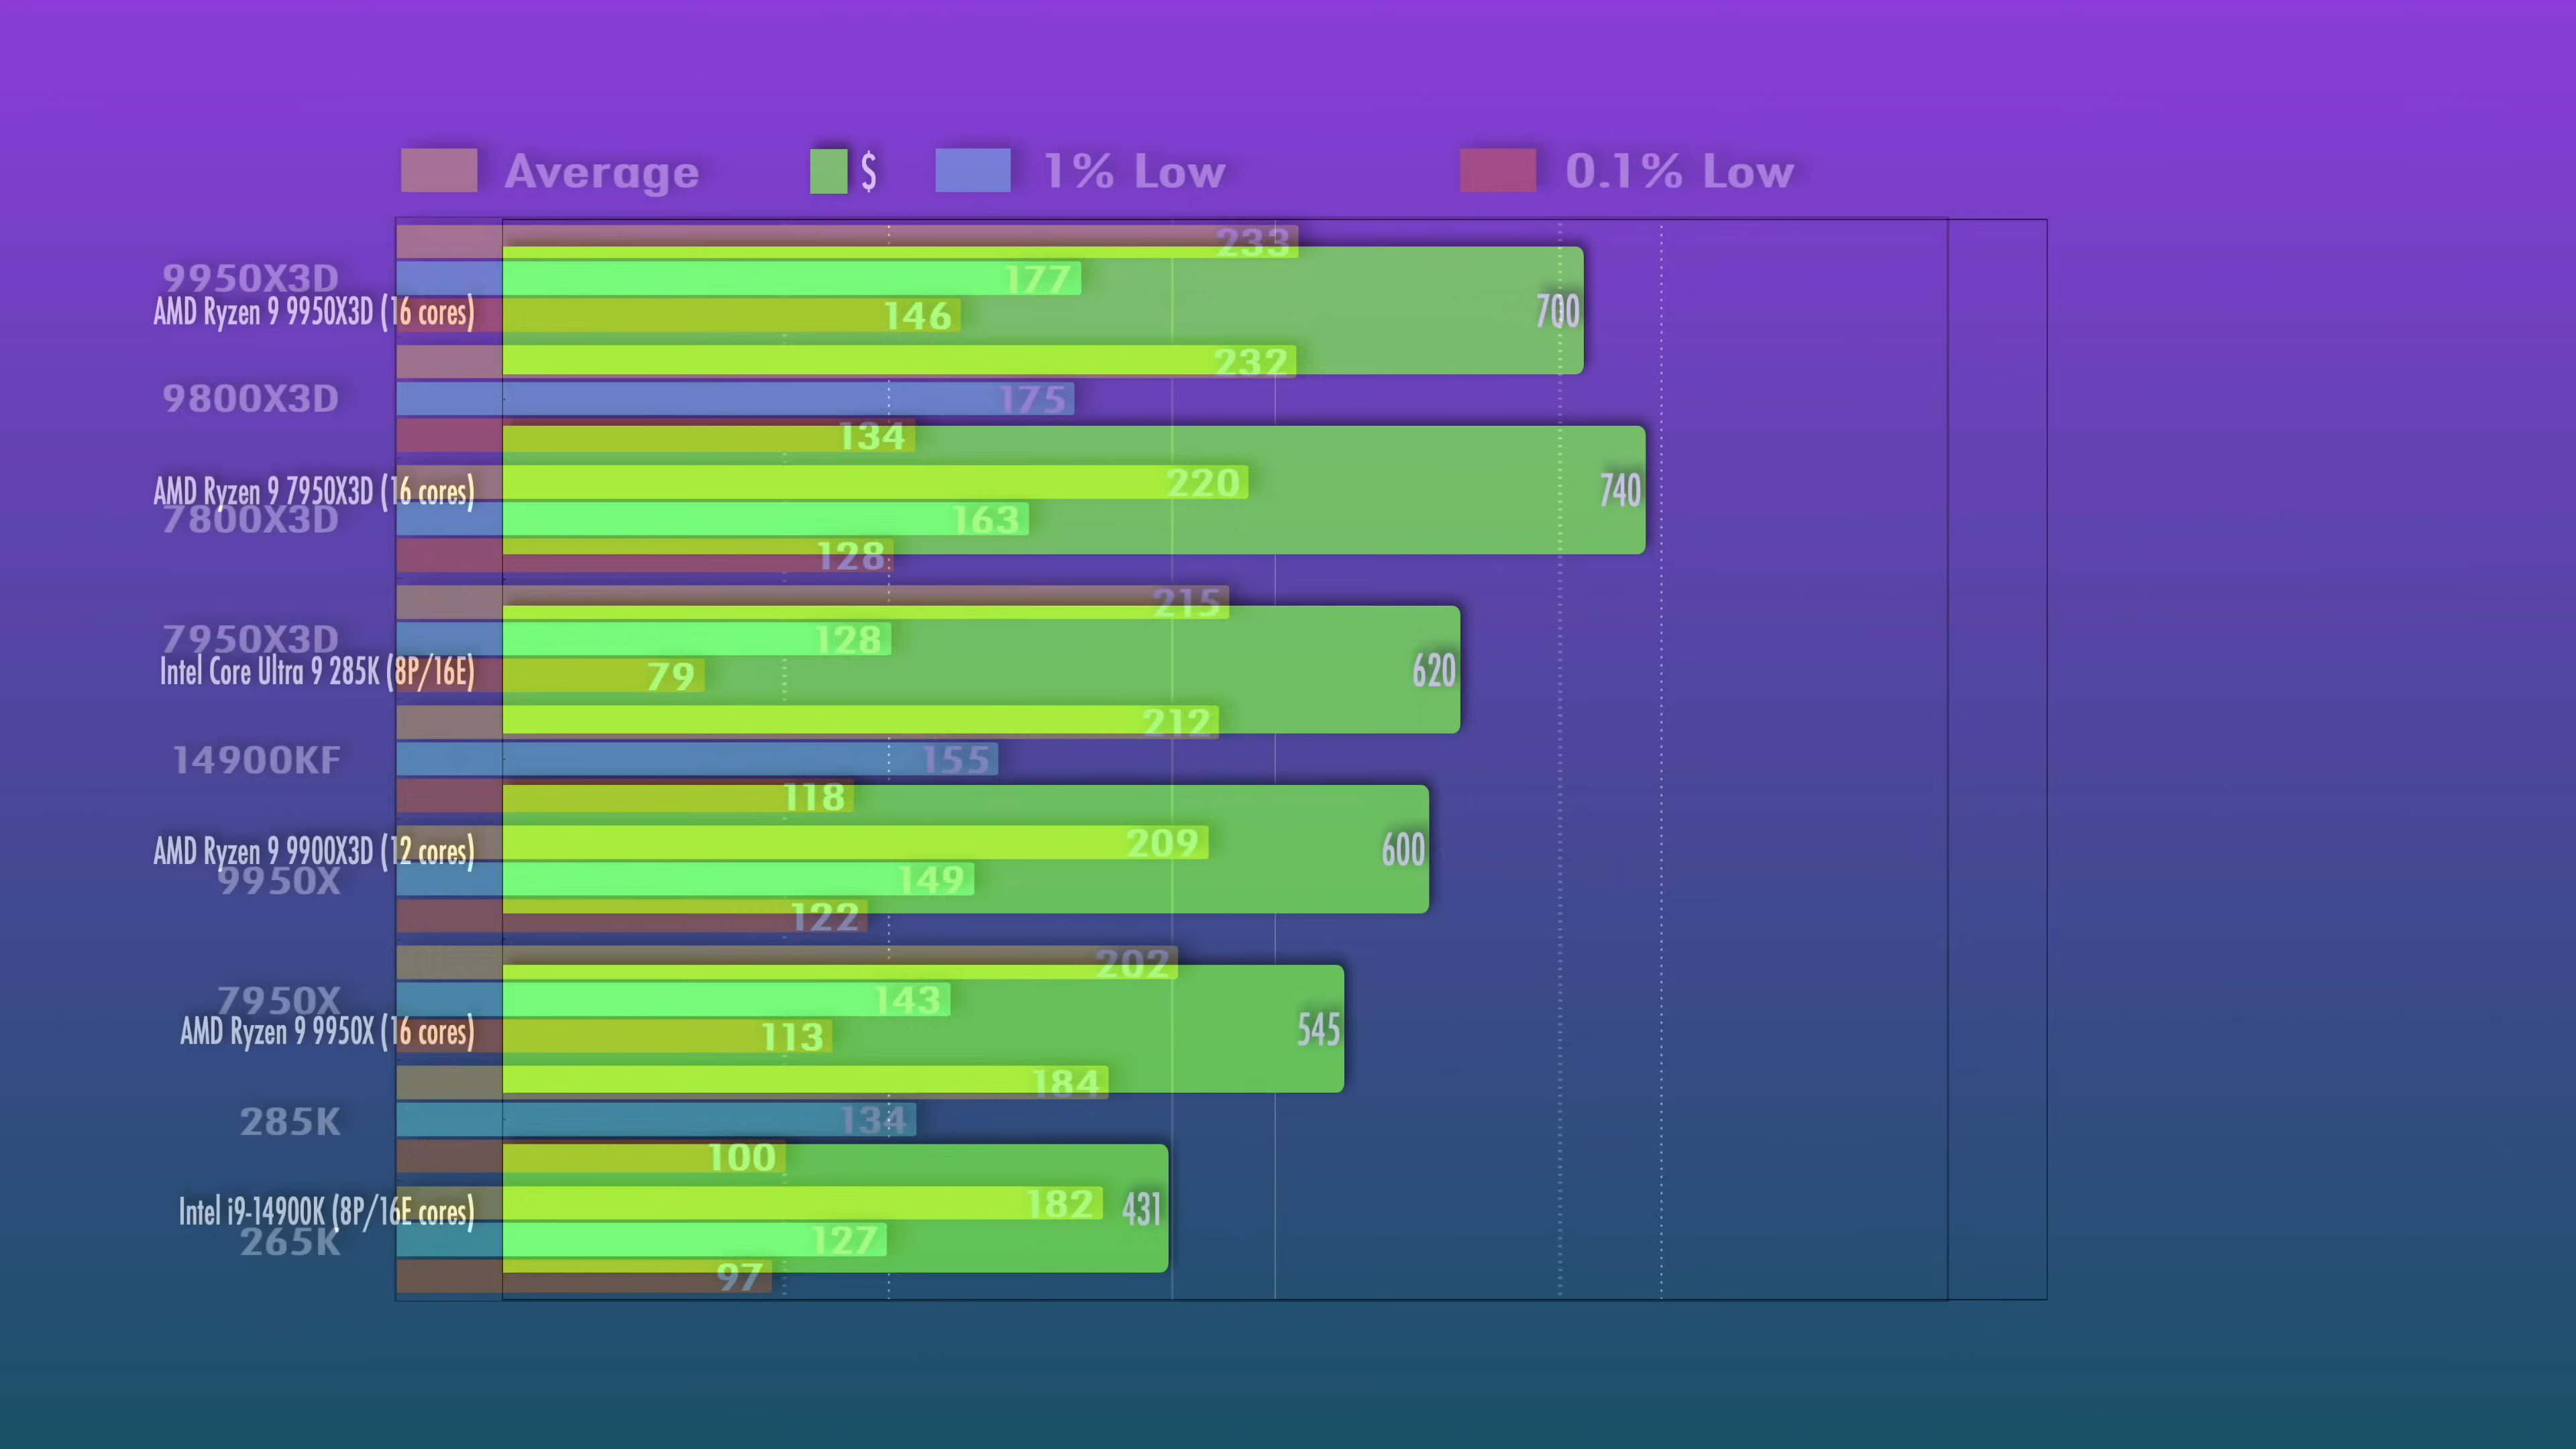 Average $ 1% Low 0.1% Low
233
9950X3D 177
AMD Ryzen 9 9950X3D (16 cores) 146 700
232
9800X3D 175
134
AMD Ryzen 9 7950X3D (16 cores) 220 740
7800X3D 163
128
215
7950X3D 128
Intel Core Ultra 9 285K (8P/16E) 79 620
212
14900KF 155
118
AMD Ryzen 9 9900X3D (12 cores) 209 600
9950X 149
122
202
7950X 143
AMD Ryzen 9 9950X (16 cores) 113 545
184
285K 134
100
Intel i9-14900K (8P/16E cores) 182 431
265K 127
97